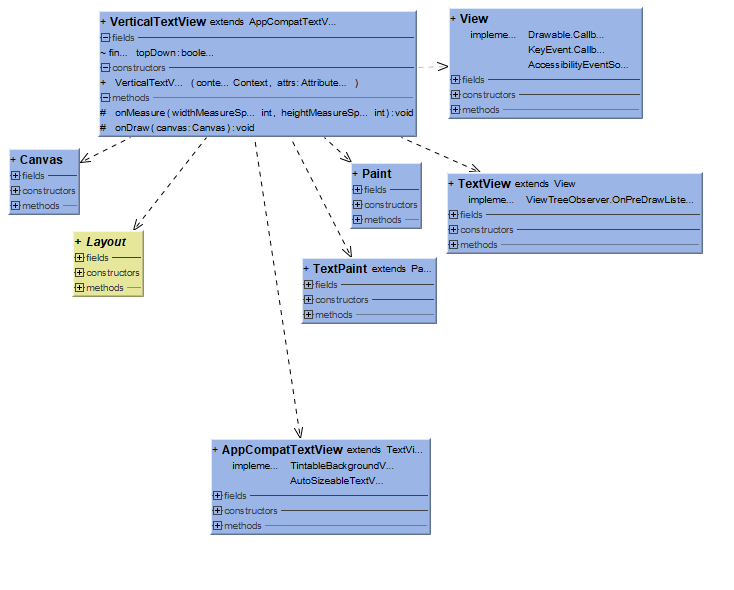 + VerticalTextView extends AppCompatTextV...
fields
~ fin... topDown:boole...
constructors
+ VerticalTextV... (conte... Context, attrs:Attribute... )
methods
# onMeasure(widthMeasureSp... int, heightMeasureSp... int):void
# onDraw(canvas:Canvas):void
+ View
impleme... Drawable.Callb...
KeyEvent.Callb...
AccessibilityEventSo...
fields
constructors
methods
+ Canvas
fields
constructors
methods
+ Paint
fields
constructors
methods
+ TextView extends View
impleme... ViewTreeObserver.OnPreDrawListe...
fields
constructors
methods
+ Layout
fields
constructors
methods
+ TextPaint extends Pa...
fields
constructors
methods
+ AppCompatTextView extends TextVi...
impleme... TintableBackgroundV...
AutoSizeableTextV...
fields
constructors
methods